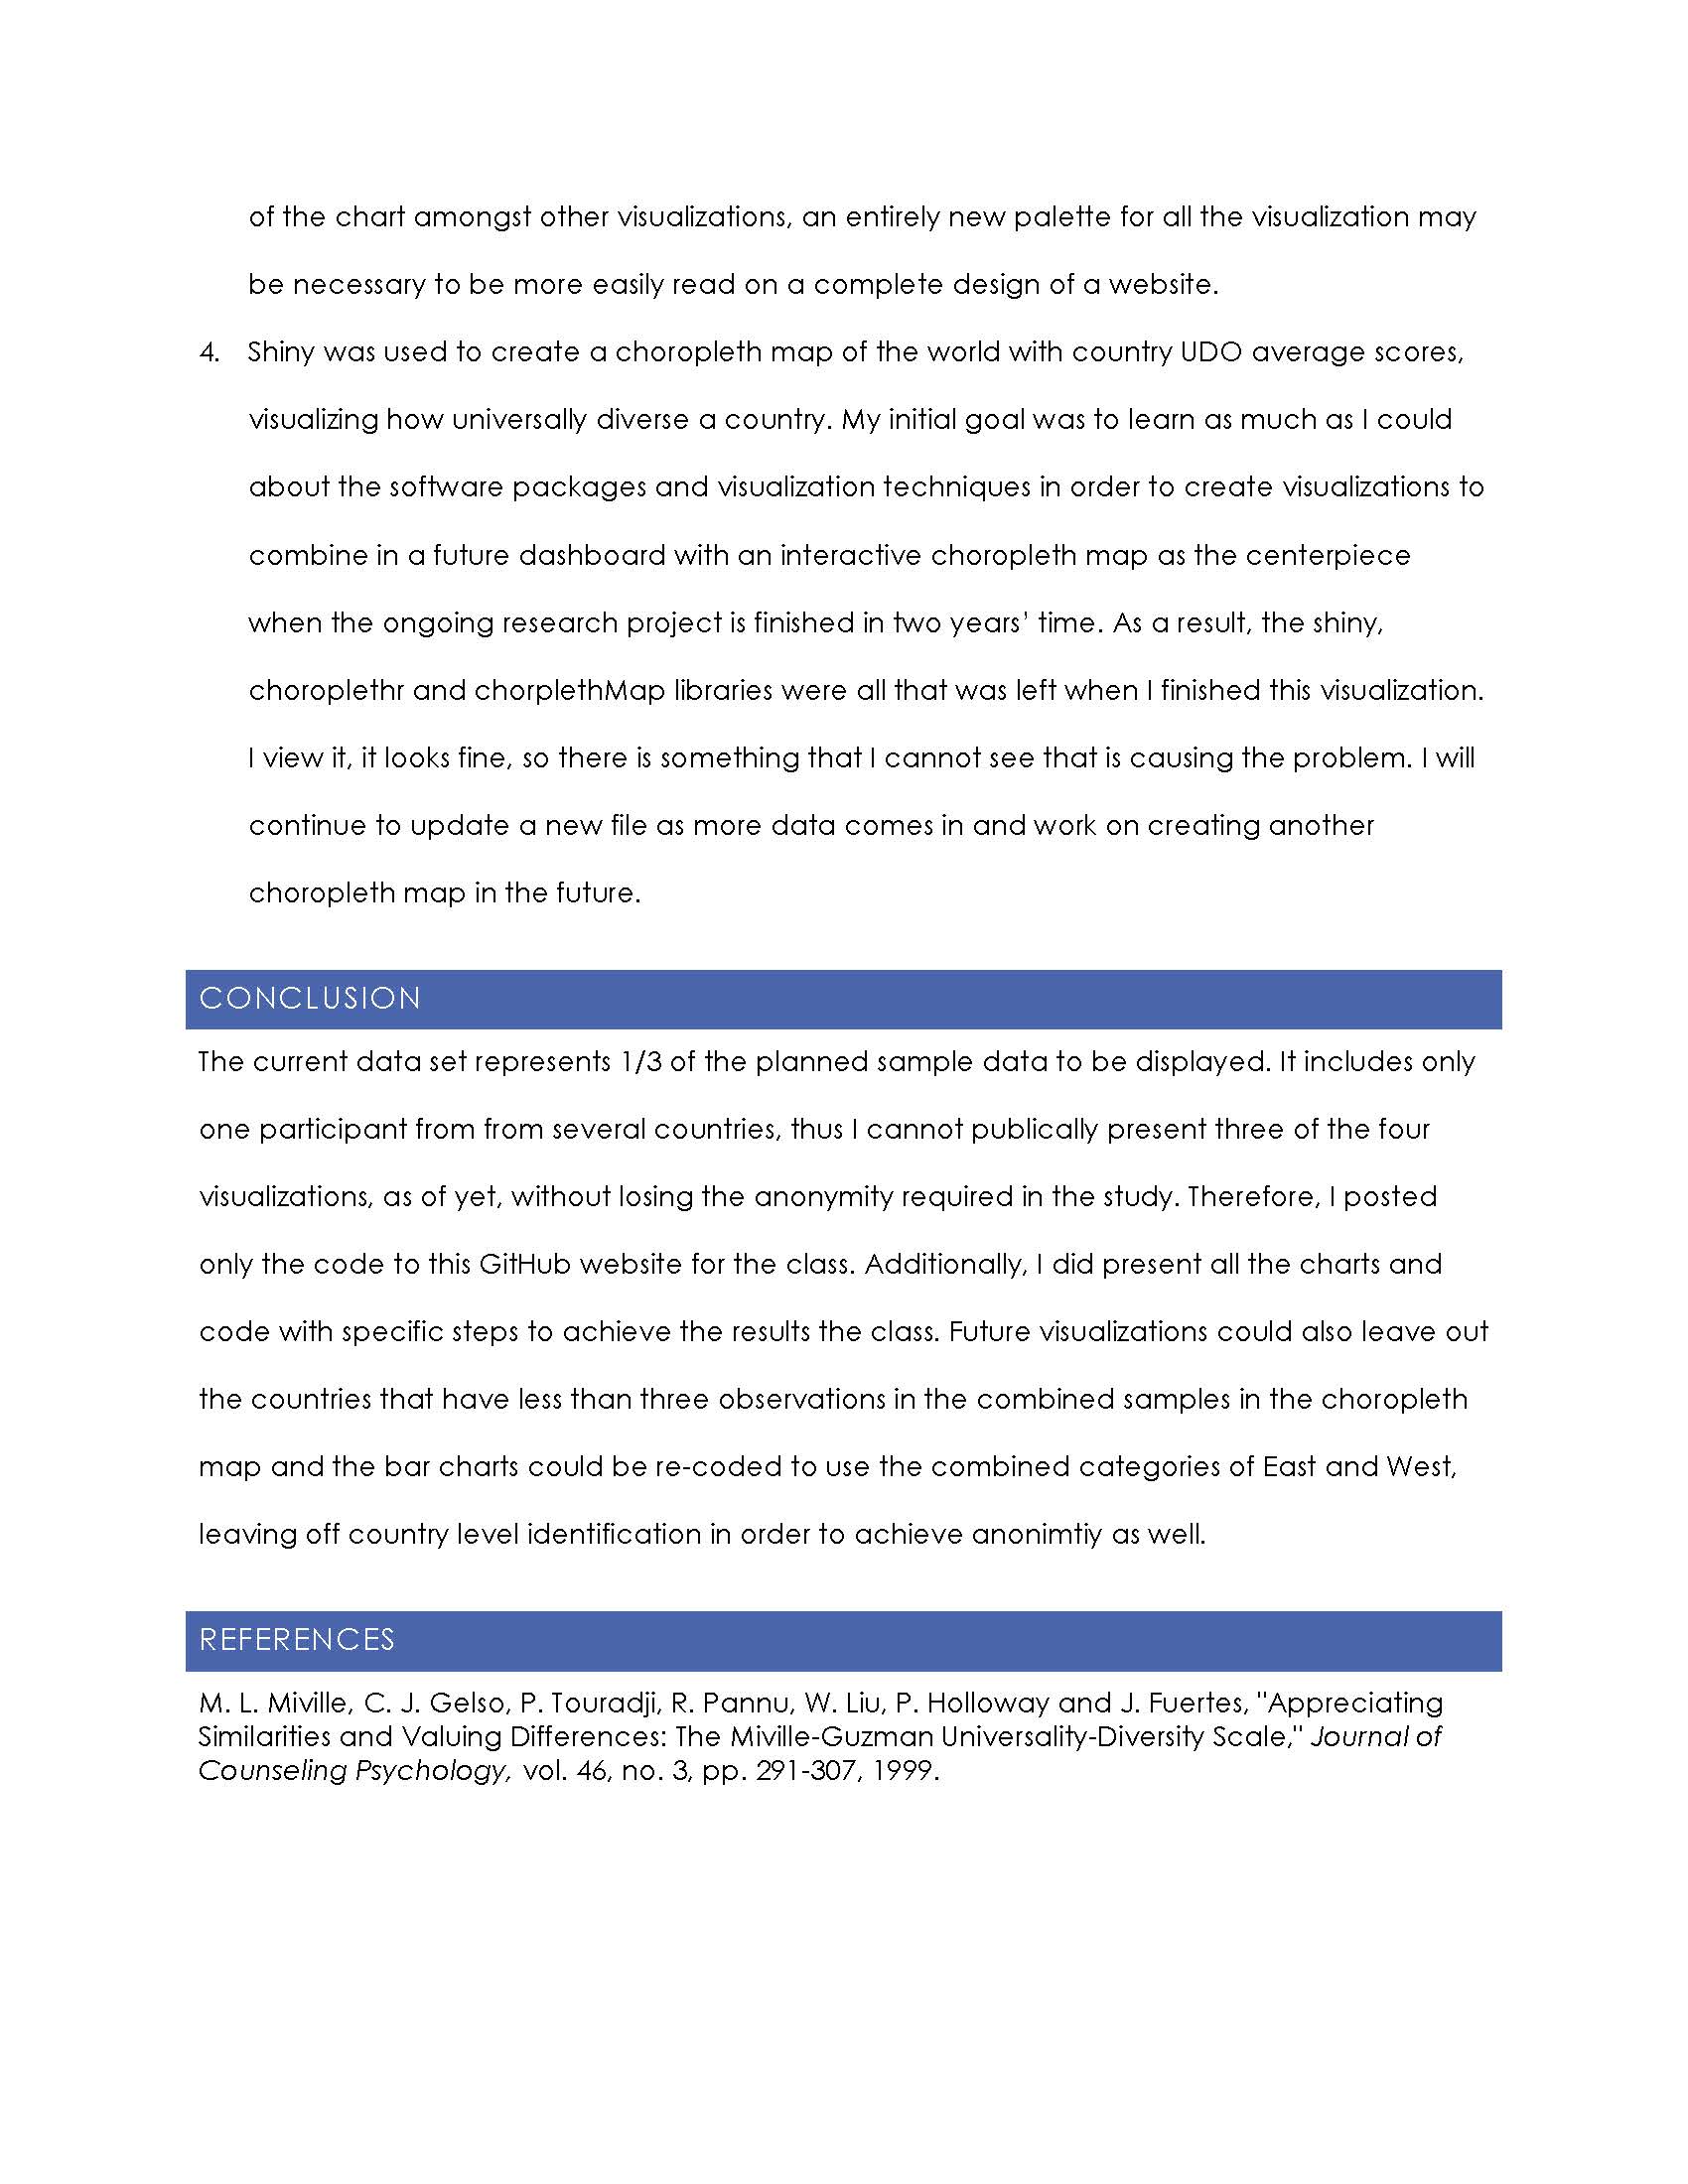 of the chart amongst other visualizations, an entirely new palette for all the visualization may
be necessary to be more easily read on a complete design of a website.
4. Shiny was used to create a choropleth map of the world with country UDO average scores,
visualizing how universally diverse a country. My initial goal was to learn as much as I could
about the software packages and visualization techniques in order to create visualizations to
combine in a future dashboard with an interactive choropleth map as the centerpiece
when the ongoing research project is finished in two years’ time. As a result, the shiny,
choroplethr and chorplethMap libraries were all that was left when I finished this visualization.
I view it, it looks fine, so there is something that I cannot see that is causing the problem. I will
continue to update a new file as more data comes in and work on creating another
choropleth map in the future.
CONCLUSION
The current data set represents 1/3 of the planned sample data to be displayed. It includes only
one participant from from several countries, thus I cannot publically present three of the four
visualizations, as of yet, without losing the anonymity required in the study. Therefore, I posted
only the code to this GitHub website for the class. Additionally, I did present all the charts and
code with specific steps to achieve the results the class. Future visualizations could also leave out
the countries that have less than three observations in the combined samples in the choropleth
map and the bar charts could be re-coded to use the combined categories of East and West,
leaving off country level identification in order to achieve anonimtiy as well.
REFERENCES
M. L. Miville, C. J. Gelso, P. Touradji, R. Pannu, W. Liu, P. Holloway and J. Fuertes, "Appreciating
Similarities and Valuing Differences: The Miville-Guzman Universality-Diversity Scale," Journal of
Counseling Psychology, vol. 46, no. 3, pp. 291-307, 1999.